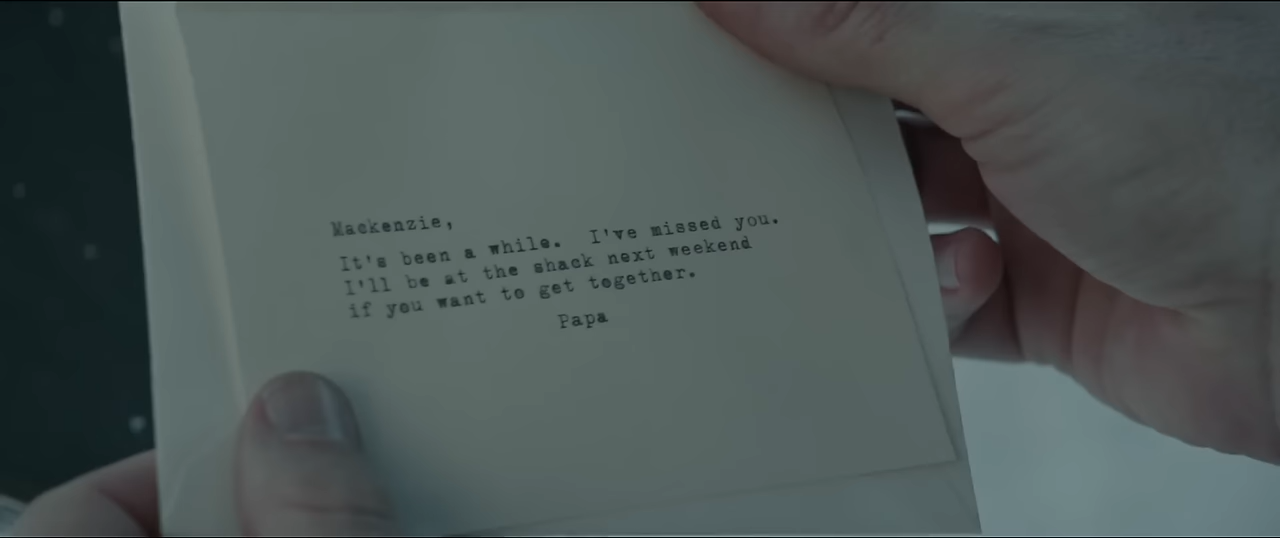 Mackenzie,
It's been a while.  I've missed you.
I'll be at the shack next weekend
if you want to get together.
Papa